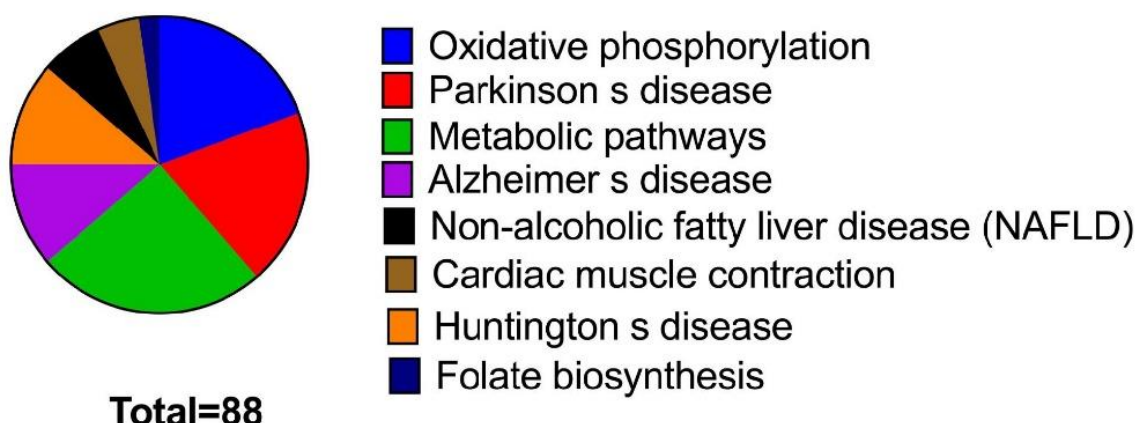 Oxidative phosphorylation
Parkinson s disease
Metabolic pathways
Alzheimer s disease
Non-alcoholic fatty liver disease (NAFLD)
Cardiac muscle contraction
Huntington s disease
Folate biosynthesis
Total=88